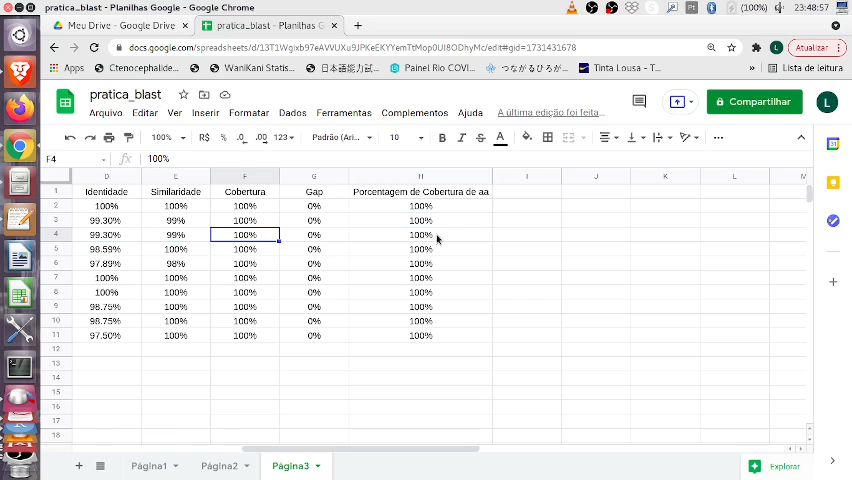 pratica_blast - Planilhas Google - Google Chrome
Pt
(100%)
23:48:57
Meu Drive - Google Drive
pratica_blast - Planilhas G
docs.google.com/spreadsheets/d/13T1Wgixb97eAVVUXu9JPKeEKYYemTtMop0UI8ODhyMc/edit#gid=1731431678
Atualizar
Apps
Ctenocephalide...
WaniKani Statis...
日本語能力試...
Painel Rio COVI...
つながるひろが...
Tinta Lousa - T...
»
Lista de leitura
pratica_blast
Arquivo Editar Ver Inserir Formatar Dados Ferramentas Complementos Ajuda A última edição foi feita...
Compartilhar
L
100% R$ % .0 .00 123 Padrão (Ari... 10 B I S A
F4 fx 100%
D E F G H I J K L M
1 Identidade Similaridade Cobertura Gap Porcentagem de Cobertura de aa
2 100% 100% 100% 0% 100%
3 99.30% 99% 100% 0% 100%
4 99.30% 99% 100% 0% 100%
5 98.59% 100% 100% 0% 100%
6 97.89% 98% 100% 0% 100%
7 100% 100% 100% 0% 100%
8 100% 100% 100% 0% 100%
9 98.75% 100% 100% 0% 100%
10 98.75% 100% 100% 0% 100%
11 97.50% 100% 100% 0% 100%
12
13
14
15
16
17
18
Página1 Página2 Página3
Explorar